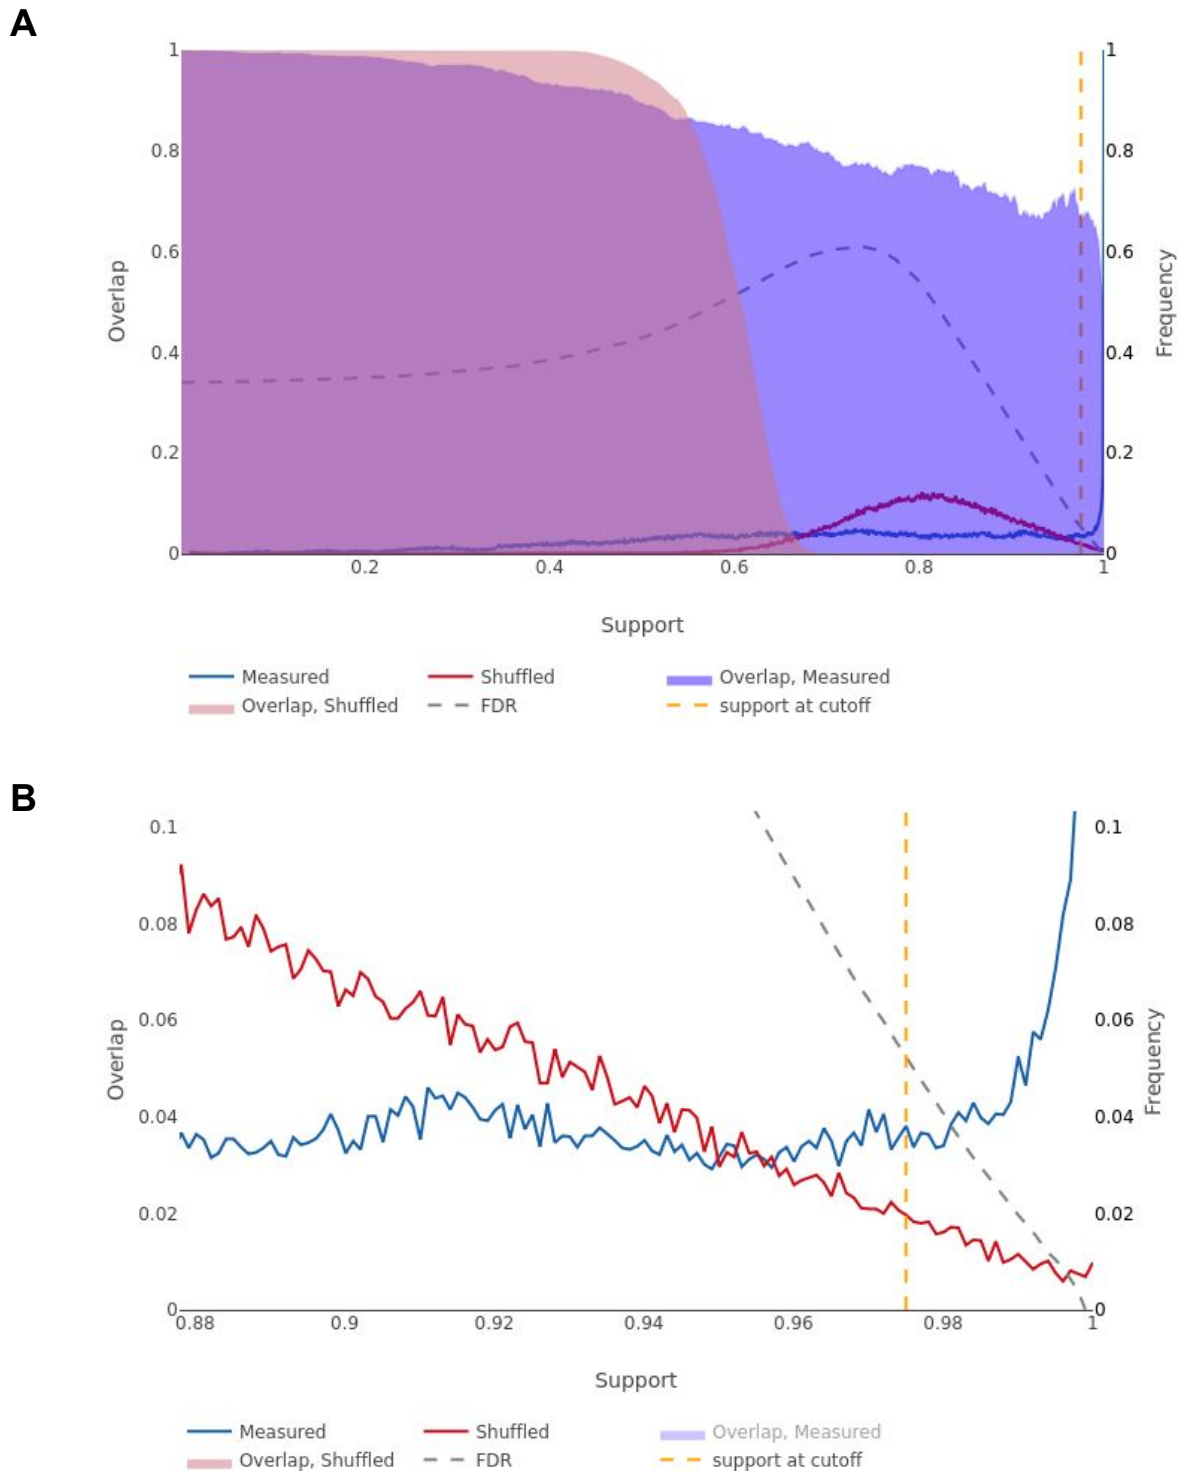 A
1 1
0.8 0.8
0.6 0.6
Overlap
Frequency
0.4 0.4
0.2 0.2
0 0
0.2 0.4 0.6 0.8 1
Support
Measured Shuffled Overlap, Measured
Overlap, Shuffled FDR support at cutoff
B
0.1 0.1
0.08 0.08
0.06 0.06
Overlap
Frequency
0.04 0.04
0.02 0.02
0 0
0.88 0.9 0.92 0.94 0.96 0.98 1
Support
Measured Shuffled Overlap, Measured
Overlap, Shuffled FDR support at cutoff